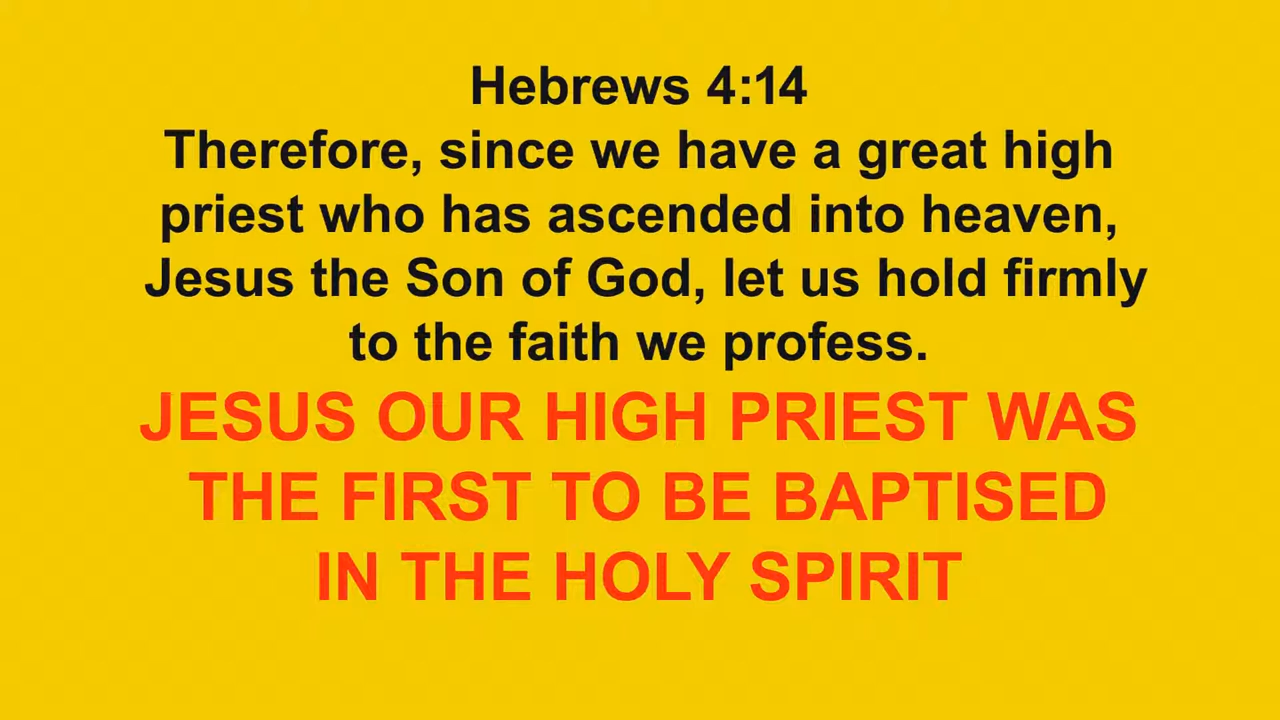 Hebrews 4:14
Therefore, since we have a great high
priest who has ascended into heaven,
Jesus the Son of God, let us hold firmly
to the faith we profess.
JESUS OUR HIGH PRIEST WAS
THE FIRST TO BE BAPTISED
IN THE HOLY SPIRIT